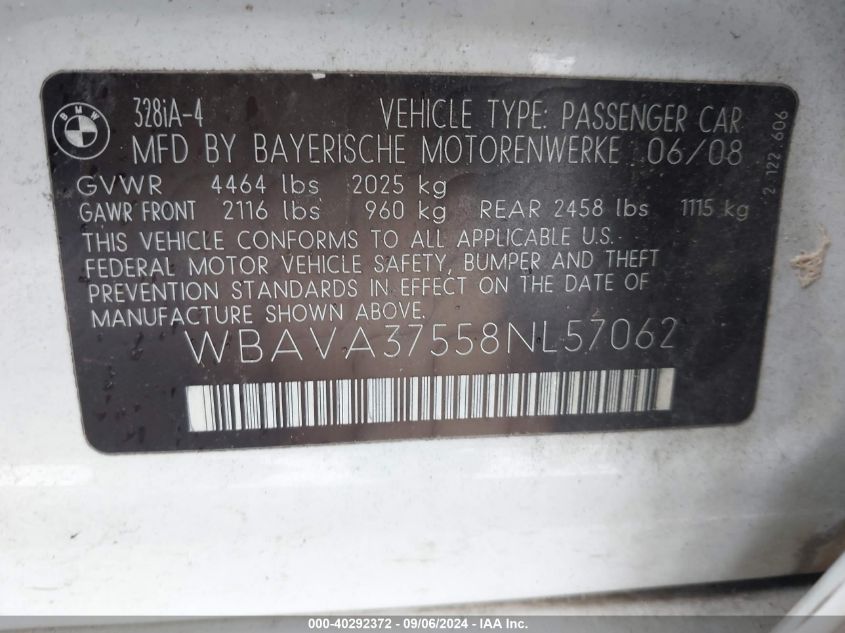 BMW
328iA-4 VEHICLE TYPE: PASSENGER CAR
MFD BY BAYERISCHE MOTORENWERKE 06/08
GVWR 4464 lbs 2025 kg
GAWR FRONT 2116 lbs 960 kg REAR 2458 lbs 1115 kg
THIS VEHICLE CONFORMS TO ALL APPLICABLE U.S.
FEDERAL MOTOR VEHICLE SAFETY, BUMPER AND THEFT
PREVENTION STANDARDS IN EFFECT ON THE DATE OF
MANUFACTURE SHOWN ABOVE.
WBAVA37558NL57062
2 122 606
000-40292372 - 09/06/2024 - IAA Inc.